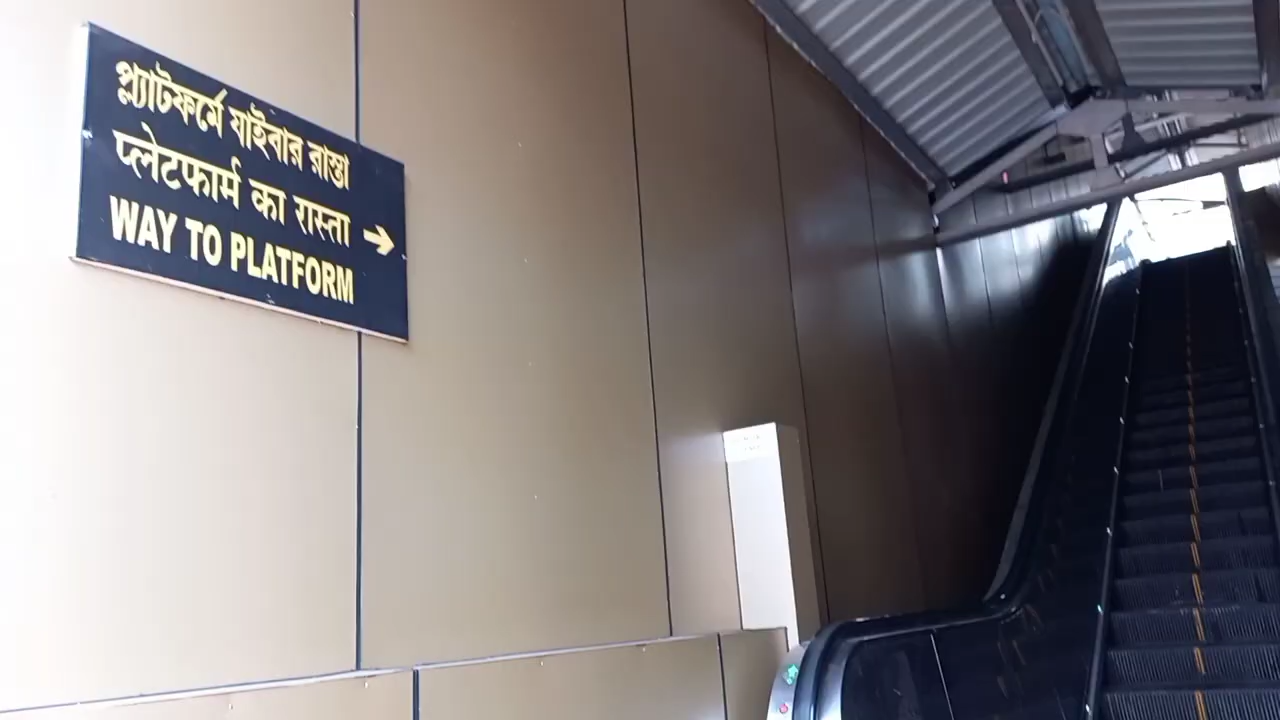 প্ল্যাটফর্মে যাইবার রাস্তা
प्लेटफार्म का रास्ता
WAY TO PLATFORM